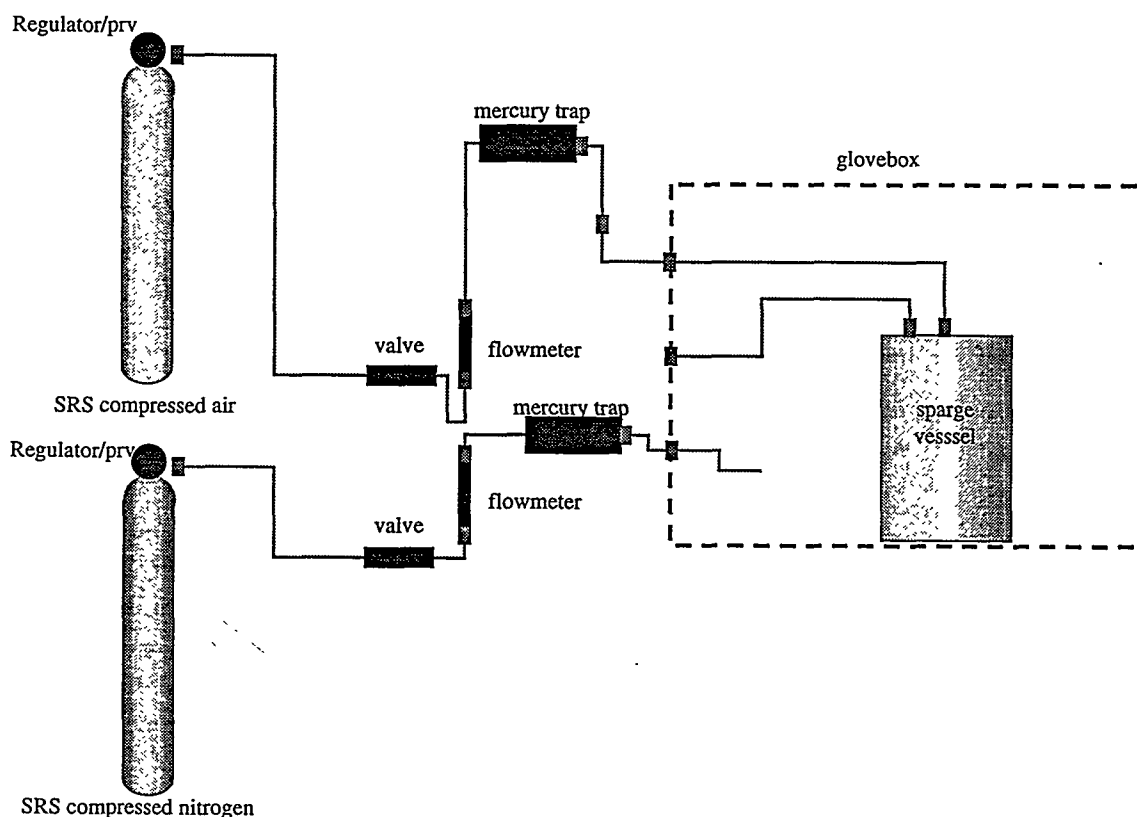 Regulator/prv
mercury trap
glovebox
valve
flowmeter
SRS compressed air
mercury trap
sparge
vesssel
Regulator/prv
flowmeter
valve
SRS compressed nitrogen